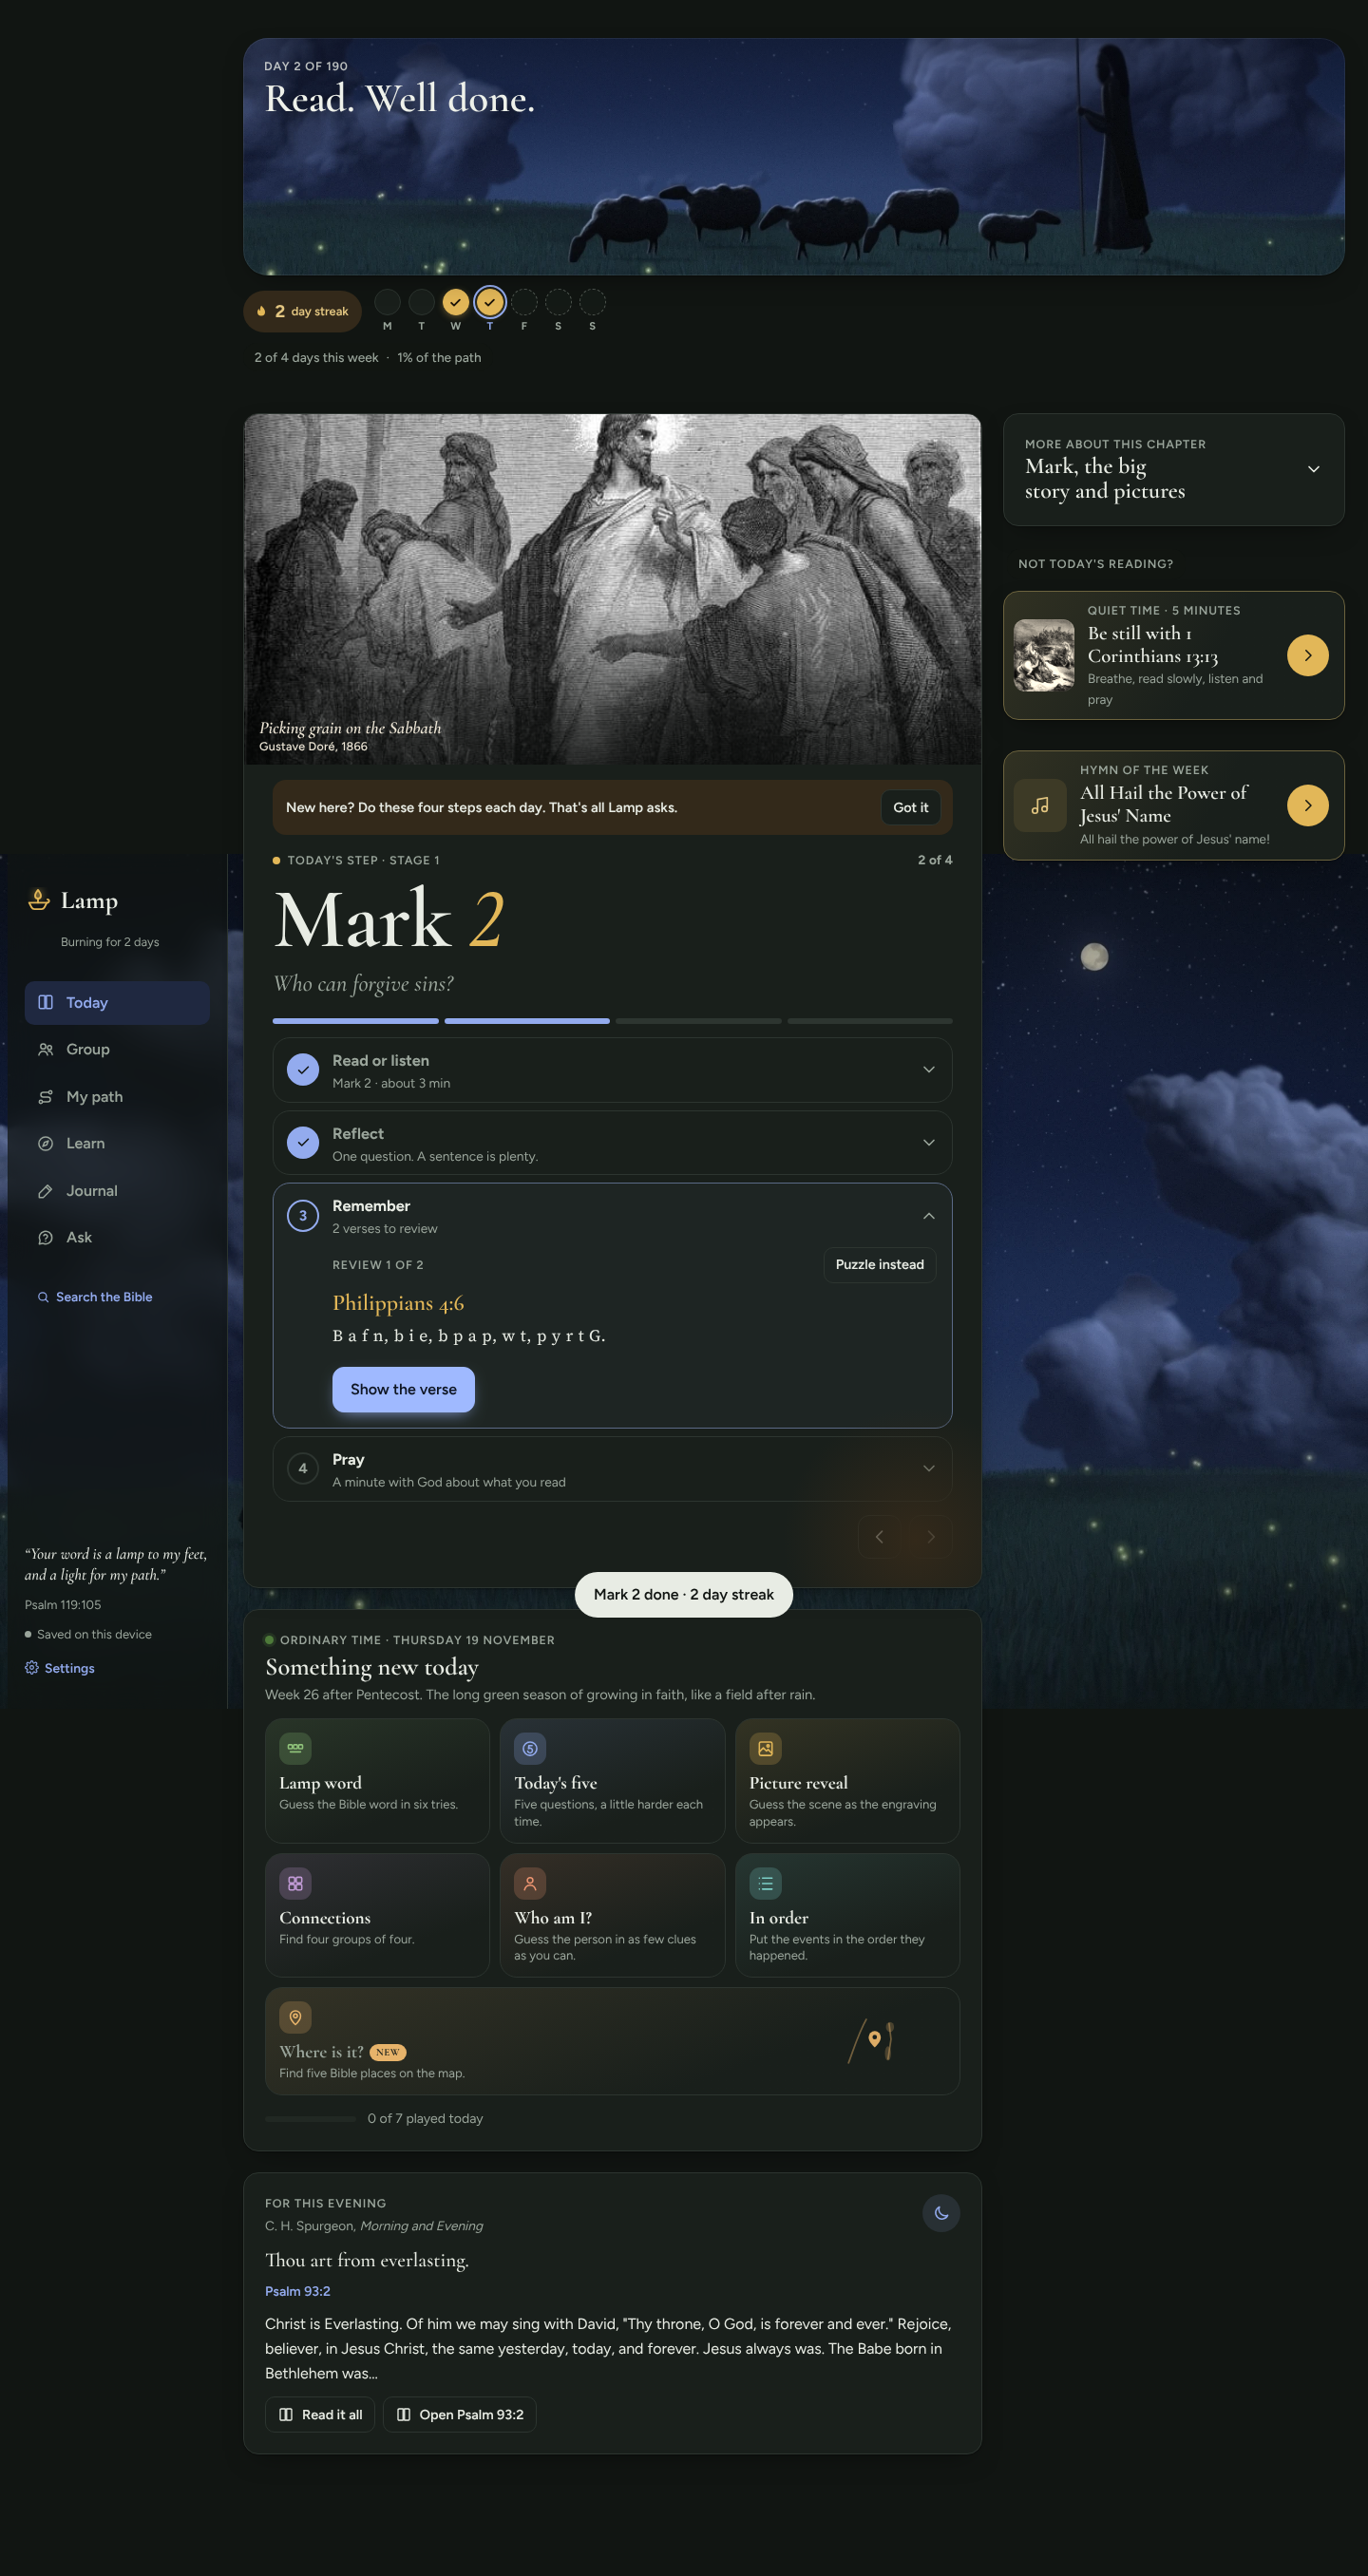 DAY 2 OF 190
Read. Well done.
2 day streak
M T W T F S S
2 of 4 days this week · 1% of the path
Picking grain on the Sabbath
Gustave Doré, 1866
New here? Do these four steps each day. That's all Lamp asks.
Got it
TODAY'S STEP · STAGE 1
2 of 4
Mark 2
Who can forgive sins?
Read or listen
Mark 2 · about 3 min
Reflect
One question. A sentence is plenty.
3
Remember
2 verses to review
REVIEW 1 OF 2
Puzzle instead
Philippians 4:6
B a f n, b i e, b p a p, w t, p y r t G.
Show the verse
4
Pray
A minute with God about what you read
Mark 2 done · 2 day streak
MORE ABOUT THIS CHAPTER
Mark, the big
story and pictures
NOT TODAY'S READING?
QUIET TIME · 5 MINUTES
Be still with 1
Corinthians 13:13
Breathe, read slowly, listen and
pray
HYMN OF THE WEEK
All Hail the Power of
Jesus' Name
All hail the power of Jesus' name!
Lamp
Burning for 2 days
Today
Group
My path
Learn
Journal
Ask
Search the Bible
“Your word is a lamp to my feet,
and a light for my path.”
Psalm 119:105
Saved on this device
Settings
ORDINARY TIME · THURSDAY 19 NOVEMBER
Something new today
Week 26 after Pentecost. The long green season of growing in faith, like a field after rain.
Lamp word
Guess the Bible word in six tries.
5
Today's five
Five questions, a little harder each
time.
Picture reveal
Guess the scene as the engraving
appears.
Connections
Find four groups of four.
Who am I?
Guess the person in as few clues
as you can.
In order
Put the events in the order they
happened.
Where is it? NEW
Find five Bible places on the map.
0 of 7 played today
FOR THIS EVENING
C. H. Spurgeon, Morning and Evening
Thou art from everlasting.
Psalm 93:2
Christ is Everlasting. Of him we may sing with David, "Thy throne, O God, is forever and ever." Rejoice,
believer, in Jesus Christ, the same yesterday, today, and forever. Jesus always was. The Babe born in
Bethlehem was…
Read it all
Open Psalm 93:2